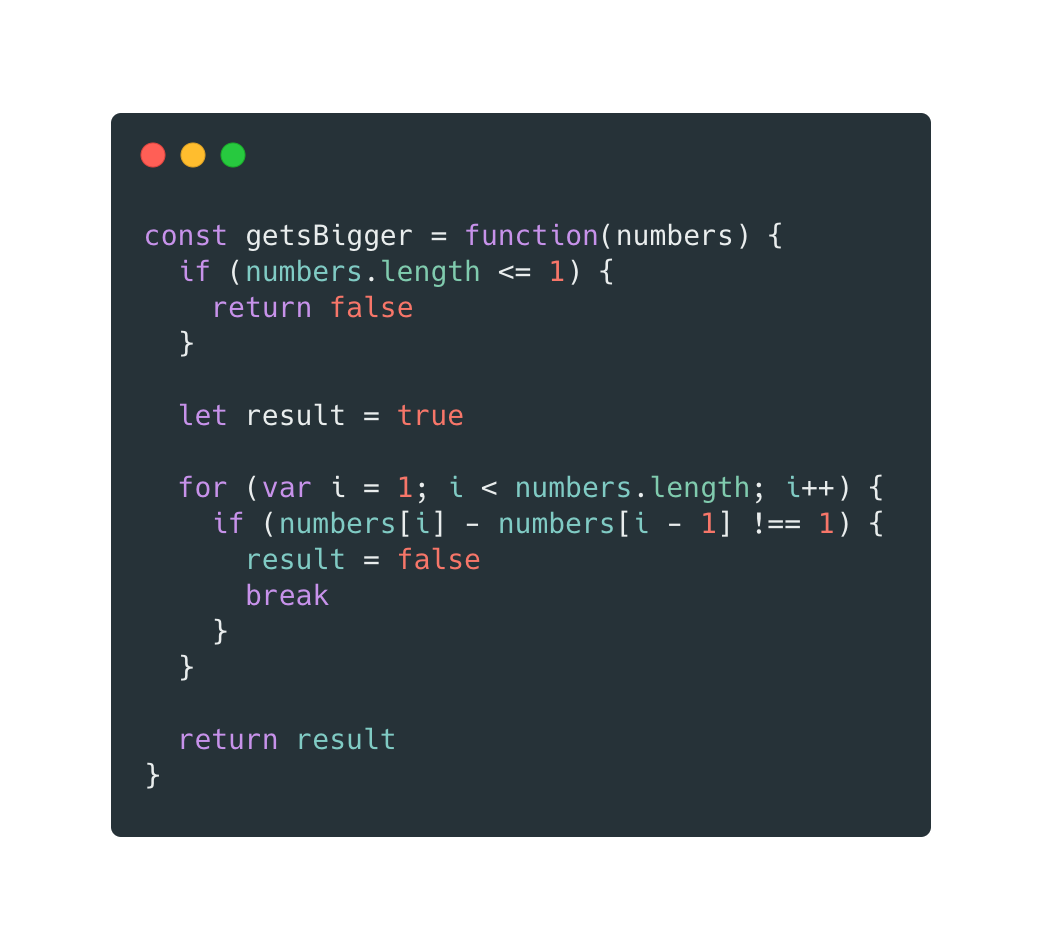 const getsBigger = function(numbers) {
  if (numbers.length <= 1) {
    return false
  }

  let result = true

  for (var i = 1; i < numbers.length; i++) {
    if (numbers[i] - numbers[i - 1] !== 1) {
      result = false
      break
    }
  }

  return result
}